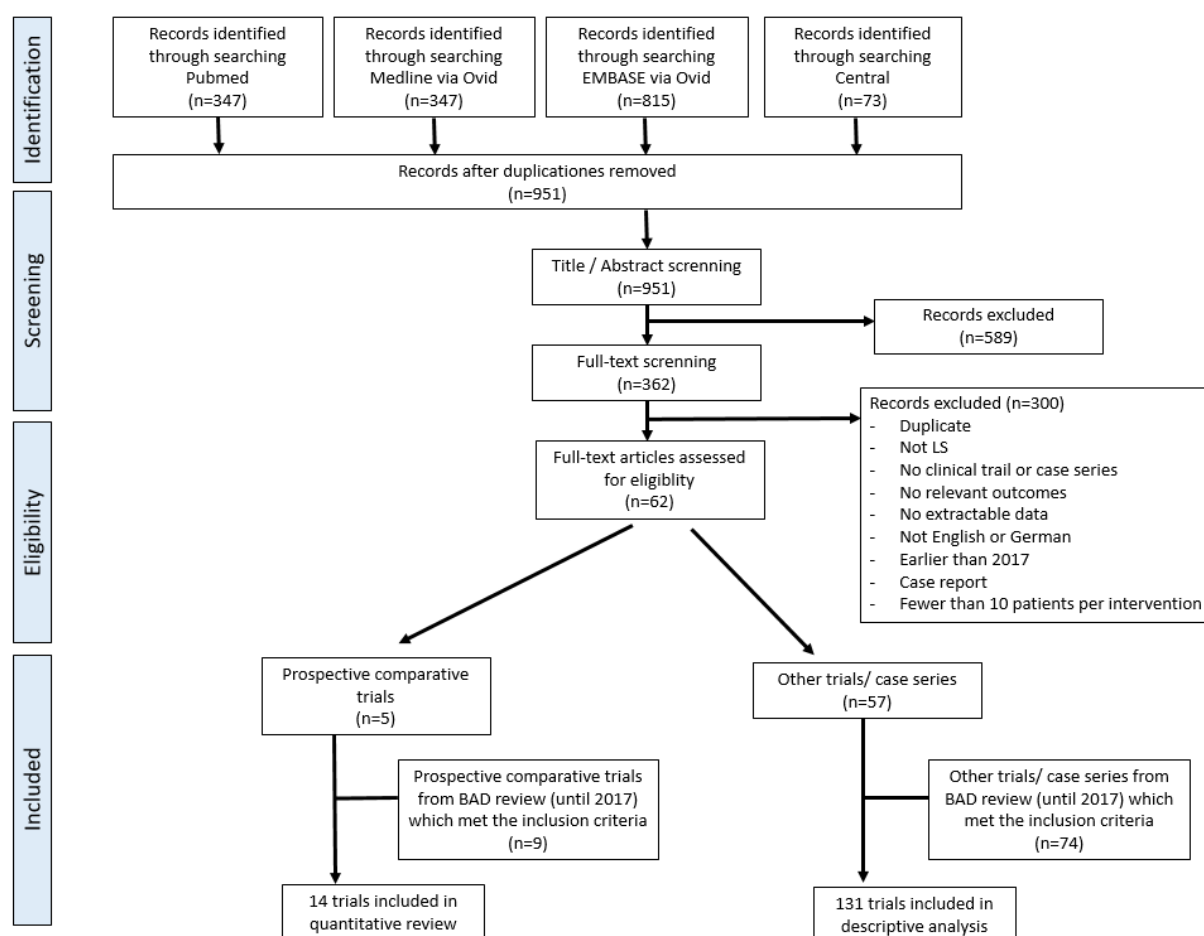 Identification
Records identified
through searching
Pubmed
(n=347)
Records identified
through searching
Medline via Ovid
(n=347)
Records identified
through searching
EMBASE via Ovid
(n=815)
Records identified
through searching
Central
(n=73)
Records after duplicationes removed
(n=951)
Screening
Title / Abstract screnning
(n=951)
Records excluded
(n=589)
Full-text screnning
(n=362)
Records excluded (n=300)
- Duplicate
- Not LS
- No clinical trail or case series
- No relevant outcomes
- No extractable data
- Not English or German
- Earlier than 2017
- Case report
- Fewer than 10 patients per intervention
Eligibility
Full-text articles assessed
for eligiblity
(n=62)
Included
Prospective comparative
trials
(n=5)
Other trials/ case series
(n=57)
Prospective comparative trials
from BAD review (until 2017)
which met the inclusion criteria
(n=9)
Other trials/ case series from
BAD review (until 2017) which
met the inclusion criteria
(n=74)
14 trials included in
quantitative review
131 trials included in
descriptive analysis